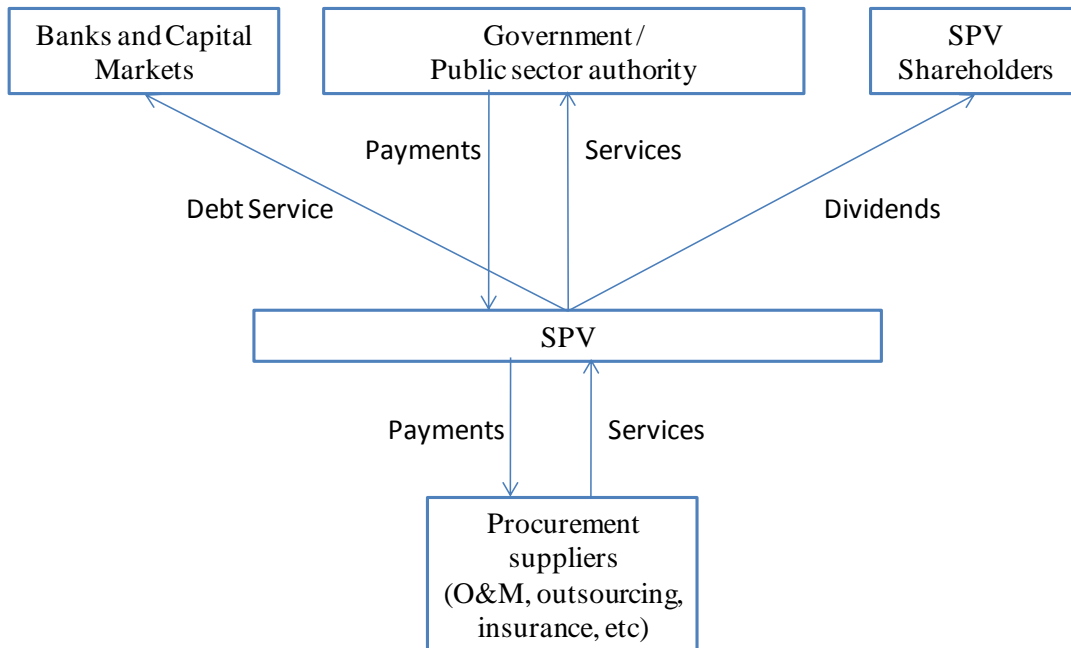 Banks and Capital
Markets
Government /
Public sector authority
SPV
Shareholders
Payments
Services
Debt Service
Dividends
SPV
Payments
Services
Procurement
suppliers
(O&M, outsourcing,
insurance, etc)